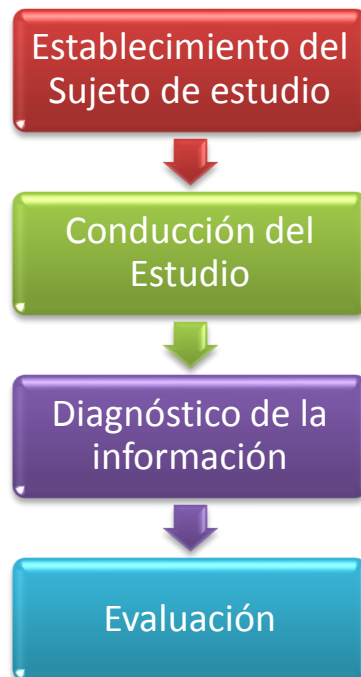 Establecimiento del
Sujeto de estudio
Conducción del
Estudio
Diagnóstico de la
información
Evaluación